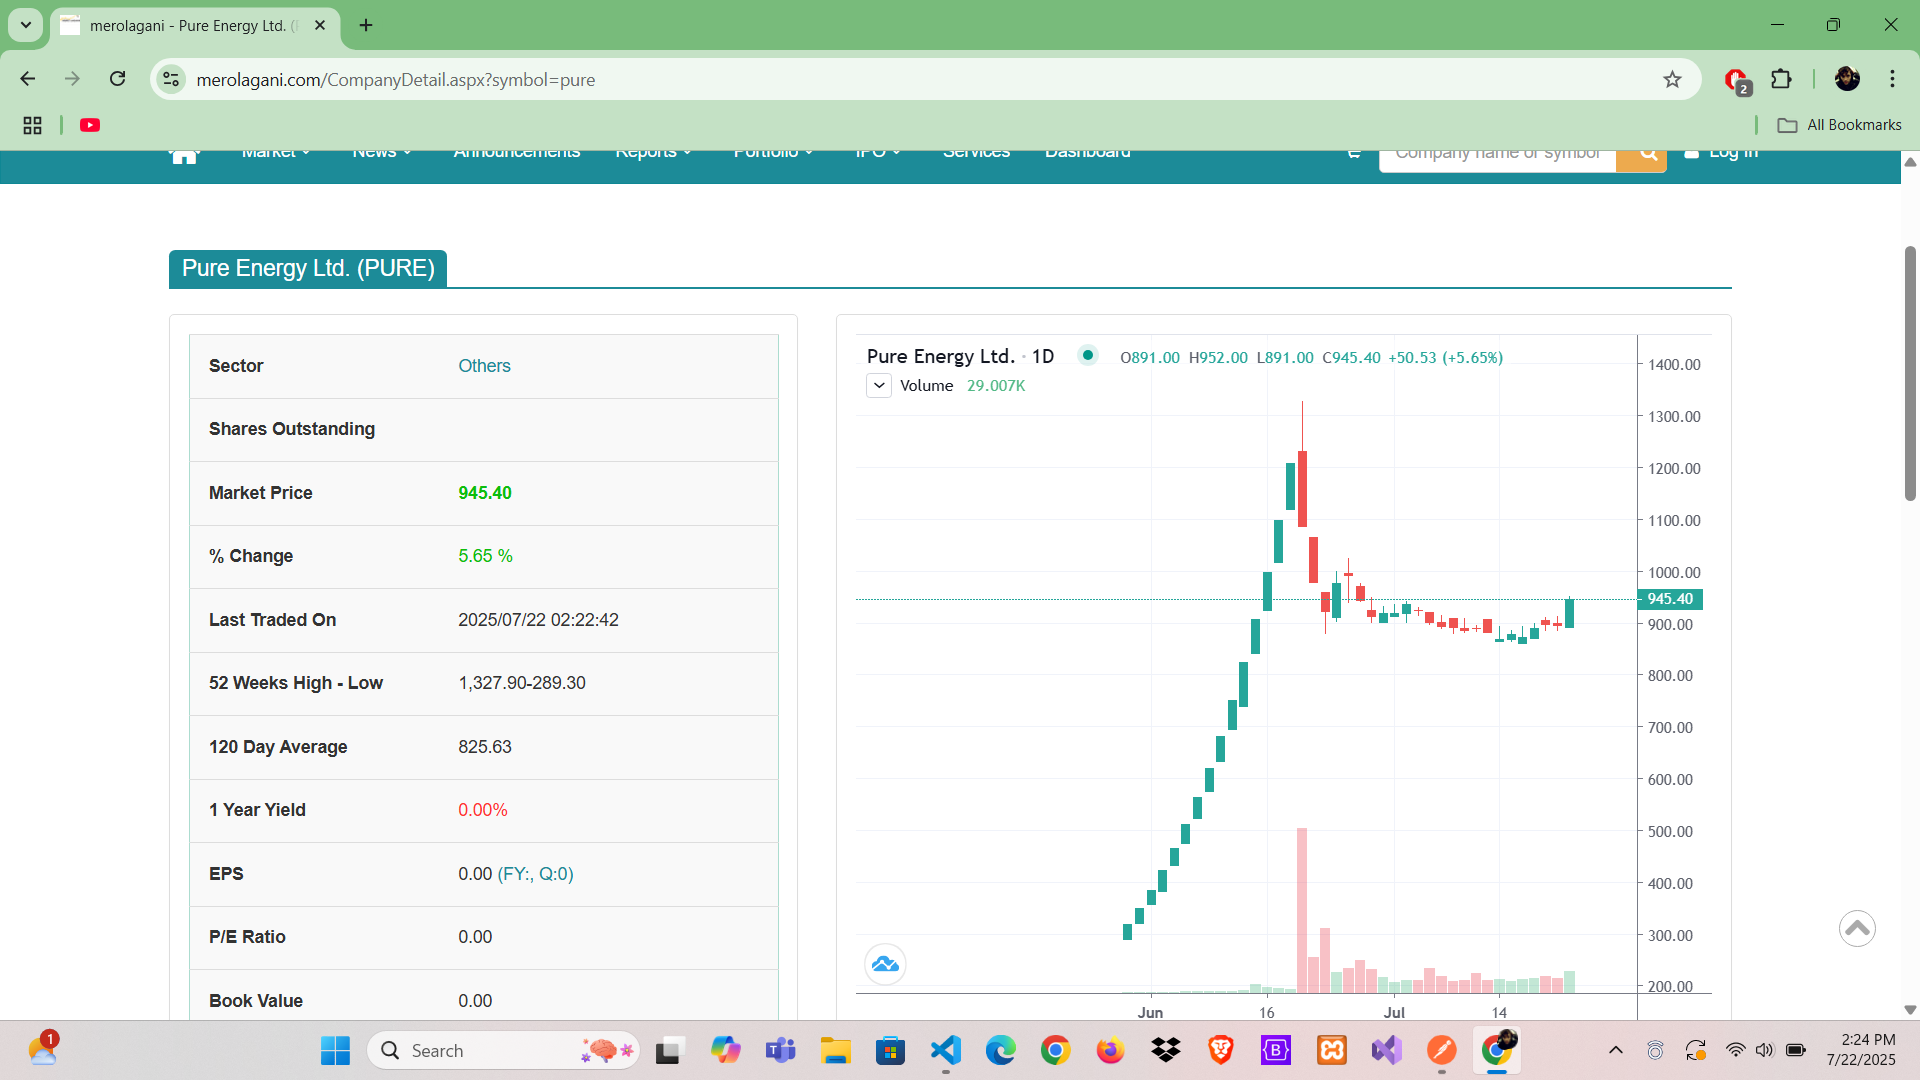 merolagani - Pure Energy Ltd. (
merolagani.com/CompanyDetail.aspx?symbol=pure
2
All Bookmarks
Market News Announcements Reports Portfolio IPO Services Dashboard Company name or symbol Log In
Pure Energy Ltd. (PURE)
Sector Others
Shares Outstanding
Market Price 945.40
% Change 5.65 %
Last Traded On 2025/07/22 02:22:42
52 Weeks High - Low 1,327.90-289.30
120 Day Average 825.63
1 Year Yield 0.00%
EPS 0.00 (FY:, Q:0)
P/E Ratio 0.00
Book Value 0.00
Pure Energy Ltd. · 1D O891.00 H952.00 L891.00 C945.40 +50.53 (+5.65%)
Volume 29.007K
1400.00
1300.00
1200.00
1100.00
1000.00
945.40
900.00
800.00
700.00
600.00
500.00
400.00
300.00
200.00
Jun 16 Jul 14
1
Search
2:24 PM
7/22/2025